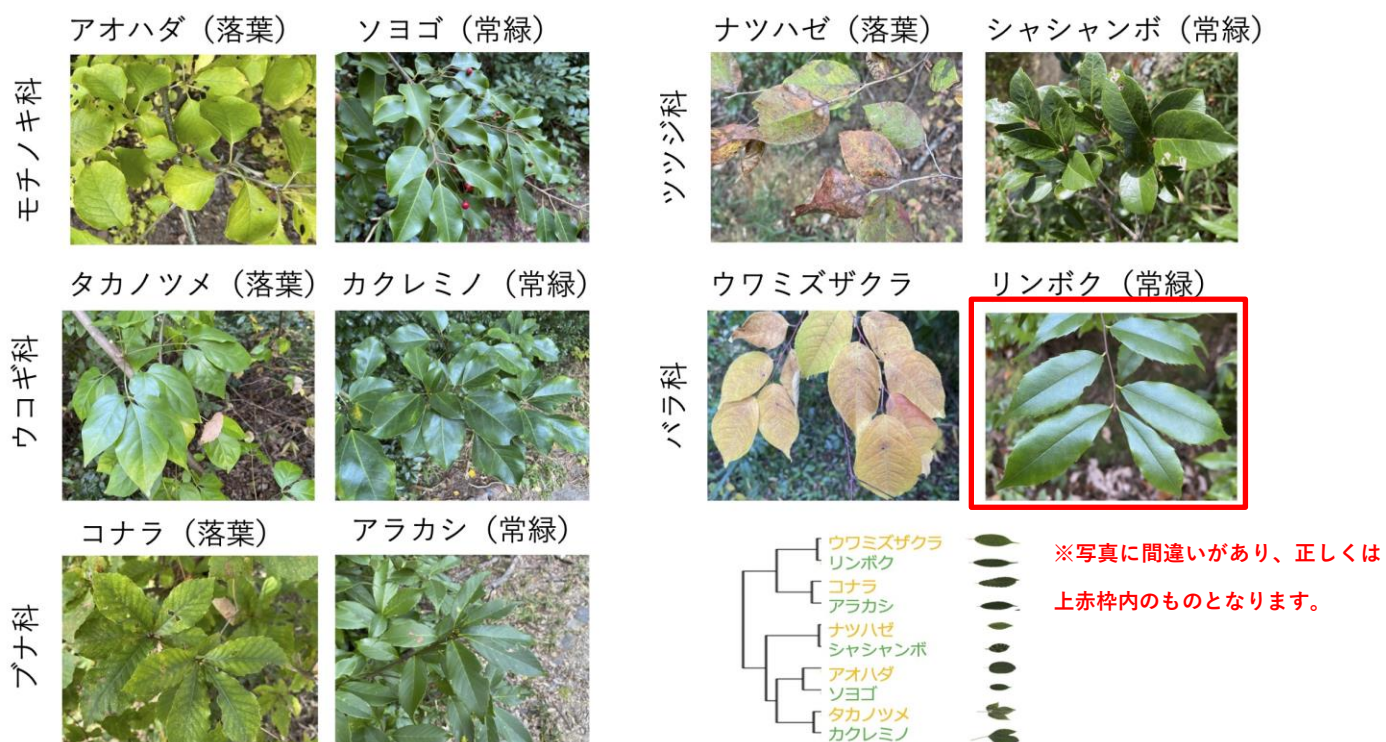 アオハダ（落葉）
ソヨゴ（常緑）
ナツハゼ（落葉）
シャシャンボ（常緑）
モチノキ科
ツツジ科
タカノツメ（落葉）
カクレミノ（常緑）
ウワミズザクラ
リンボク（常緑）
ウコギ科
バラ科
コナラ（落葉）
アラカシ（常緑）
ブナ科
ウワミズザクラ
リンボク
コナラ
アラカシ
ナツハゼ
シャシャンボ
アオハダ
ソヨゴ
タカノツメ
カクレミノ
※写真に間違いがあり、正しくは
上赤枠内のものとなります。